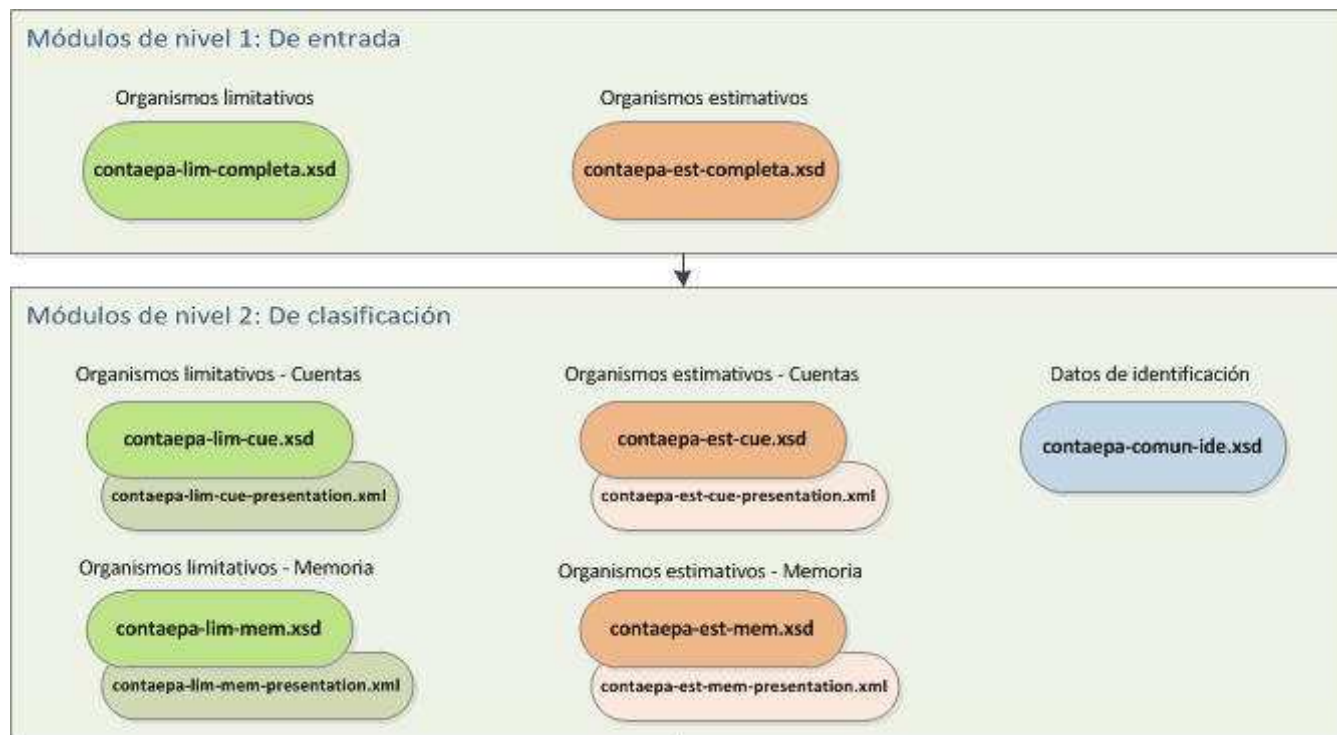 Módulos de nivel 1: De entrada
Organismos limitativos
Organismos estimativos
contaepa-lim-completa.xsd
contaepa-est-completa.xsd
Módulos de nivel 2: De clasificación
Organismos limitativos - Cuentas
Organismos estimativos - Cuentas
Datos de identificación
contaepa-lim-cue.xsd
contaepa-est-cue.xsd
contaepa-comun-ide.xsd
contaepa-lim-cue-presentation.xml
contaepa-est-cue-presentation.xml
Organismos limitativos - Memoria
Organismos estimativos - Memoria
contaepa-lim-mem.xsd
contaepa-est-mem.xsd
contaepa-lim-mem-presentation.xml
contaepa-est-mem-presentation.xml